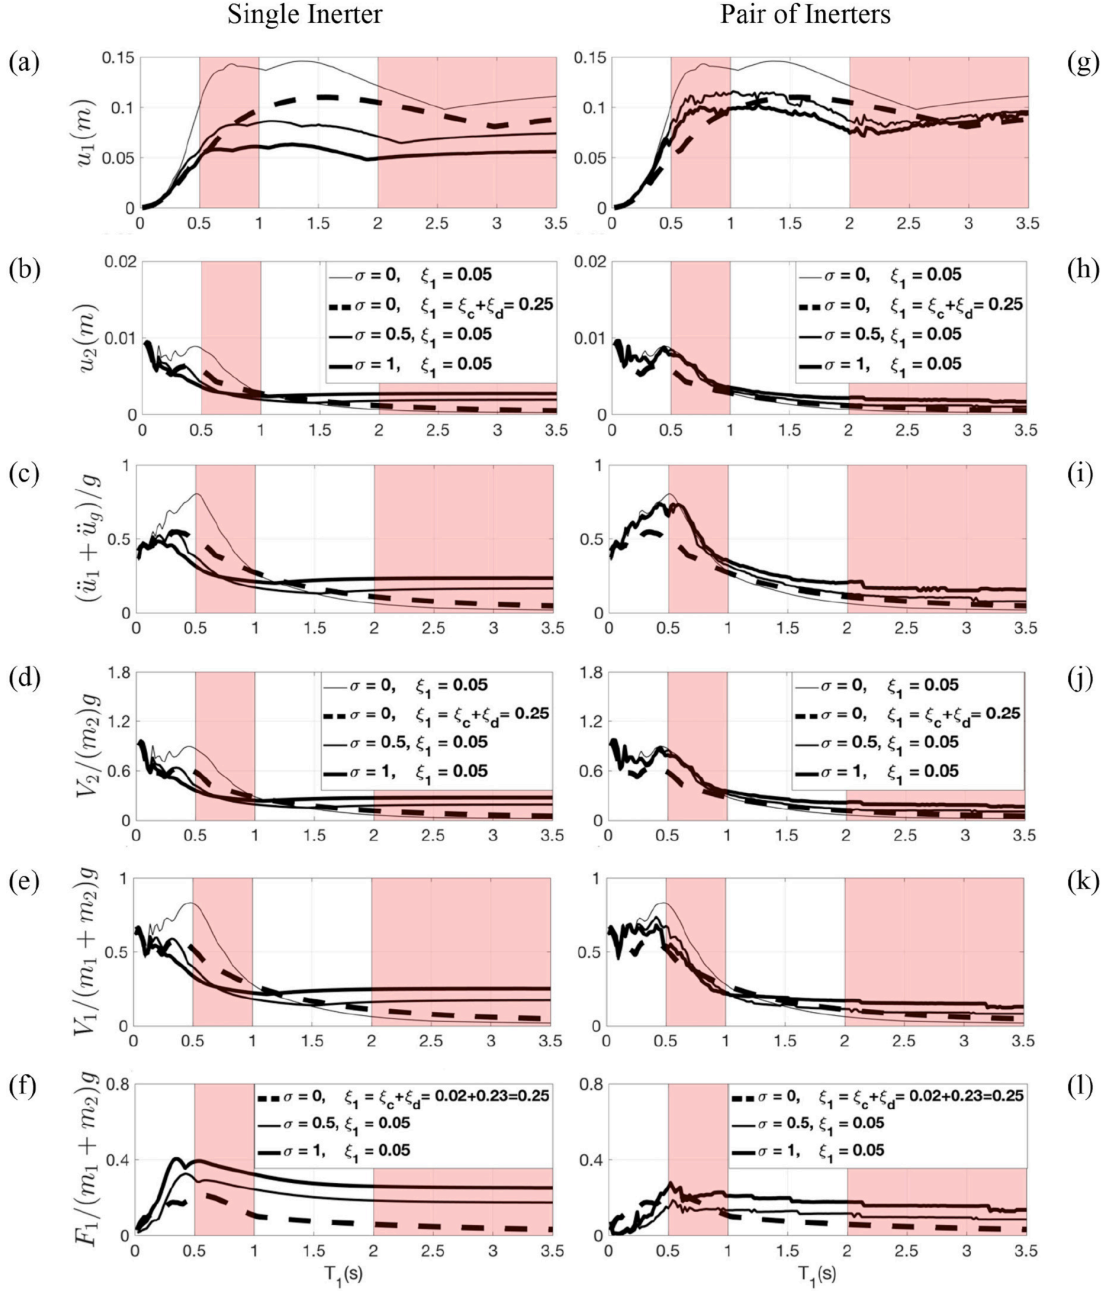 Single Inerter
Pair of Inerters
(a)
u₁(m)
0.15
0.1
0.05
0
0 0.5 1 1.5 2 2.5 3 3.5
(g)
0.15
0.1
0.05
0
0 0.5 1 1.5 2 2.5 3 3.5
(b)
u₂(m)
0.02
0.01
0
σ = 0, ξ₁ = 0.05
σ = 0, ξ₁ = ξc+ξd= 0.25
σ = 0.5, ξ₁ = 0.05
σ = 1, ξ₁ = 0.05
0 0.5 1 1.5 2 2.5 3 3.5
(h)
0.02
0.01
0
σ = 0, ξ₁ = 0.05
σ = 0, ξ₁ = ξc+ξd= 0.25
σ = 0.5, ξ₁ = 0.05
σ = 1, ξ₁ = 0.05
0 0.5 1 1.5 2 2.5 3 3.5
(c)
(ü₁ + ü_g)/g
1
0.5
0
0 0.5 1 1.5 2 2.5 3 3.5
(i)
1
0.5
0
0 0.5 1 1.5 2 2.5 3 3.5
(d)
V₂/(m₂)g
1.8
1.2
0.6
0
σ = 0, ξ₁ = 0.05
σ = 0, ξ₁ = ξc+ξd = 0.25
σ = 0.5, ξ₁ = 0.05
σ = 1, ξ₁ = 0.05
0 0.5 1 1.5 2 2.5 3 3.5
(j)
1.8
1.2
0.6
0
σ = 0, ξ₁ = 0.05
σ = 0, ξ₁ = ξc+ξd = 0.25
σ = 0.5, ξ₁ = 0.05
σ = 1, ξ₁ = 0.05
0 0.5 1 1.5 2 2.5 3 3.5
(e)
V₁/(m₁ + m₂)g
1
0.5
0
0 0.5 1 1.5 2 2.5 3 3.5
(k)
1
0.5
0
0 0.5 1 1.5 2 2.5 3 3.5
(f)
F₁/(m₁ + m₂)g
0.8
0.4
0
σ = 0, ξ₁ = ξc+ξd= 0.02+0.23=0.25
σ = 0.5, ξ₁ = 0.05
σ = 1, ξ₁ = 0.05
0 0.5 1 1.5 2 2.5 3 3.5
T₁(s)
(l)
0.8
0.4
0
σ = 0, ξ₁ = ξc+ξd= 0.02+0.23=0.25
σ = 0.5, ξ₁ = 0.05
σ = 1, ξ₁ = 0.05
0 0.5 1 1.5 2 2.5 3 3.5
T₁(s)